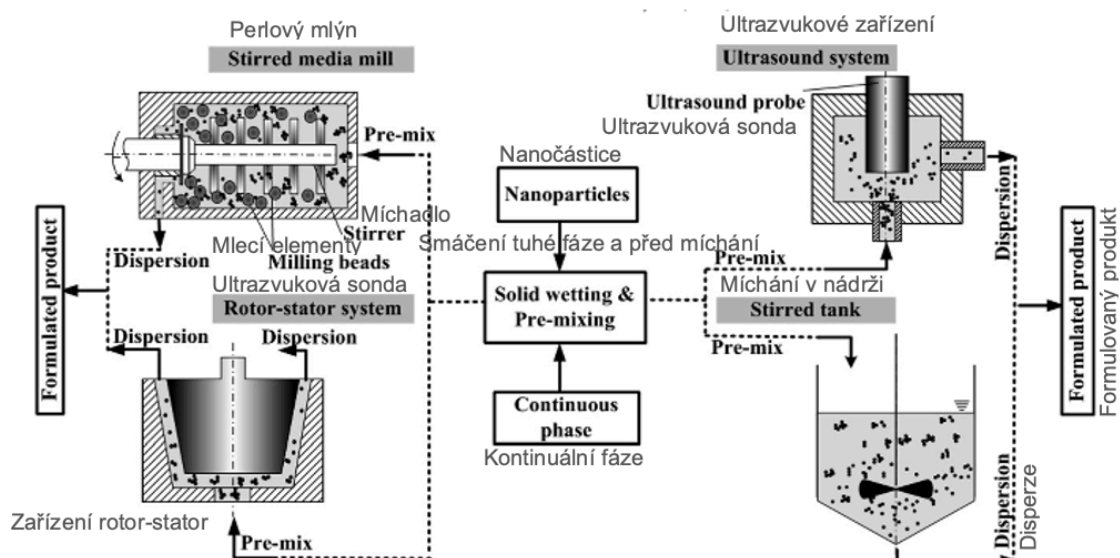 Perlový mlýn
Stirred media mill
Pre-mix
Míchadlo
Stirrer
Mlecí elementy
Milling beads
Dispersion
Formulated product
Ultrazvuková sonda
Rotor-stator system
Dispersion
Dispersion
Zařízení rotor-stator
Pre-mix
Nanočástice
Nanoparticles
Smáčení tuhé fáze a před míchání
Solid wetting &
Pre-mixing
Continuous
phase
Kontinuální fáze
Ultrazvukové zařízení
Ultrasound system
Ultrasound probe
Ultrazvuková sonda
Pre-mix
Dispersion
Míchání v nádrži
Stirred tank
Pre-mix
Dispersion
Disperze
Formulated product
Formulovaný produkt